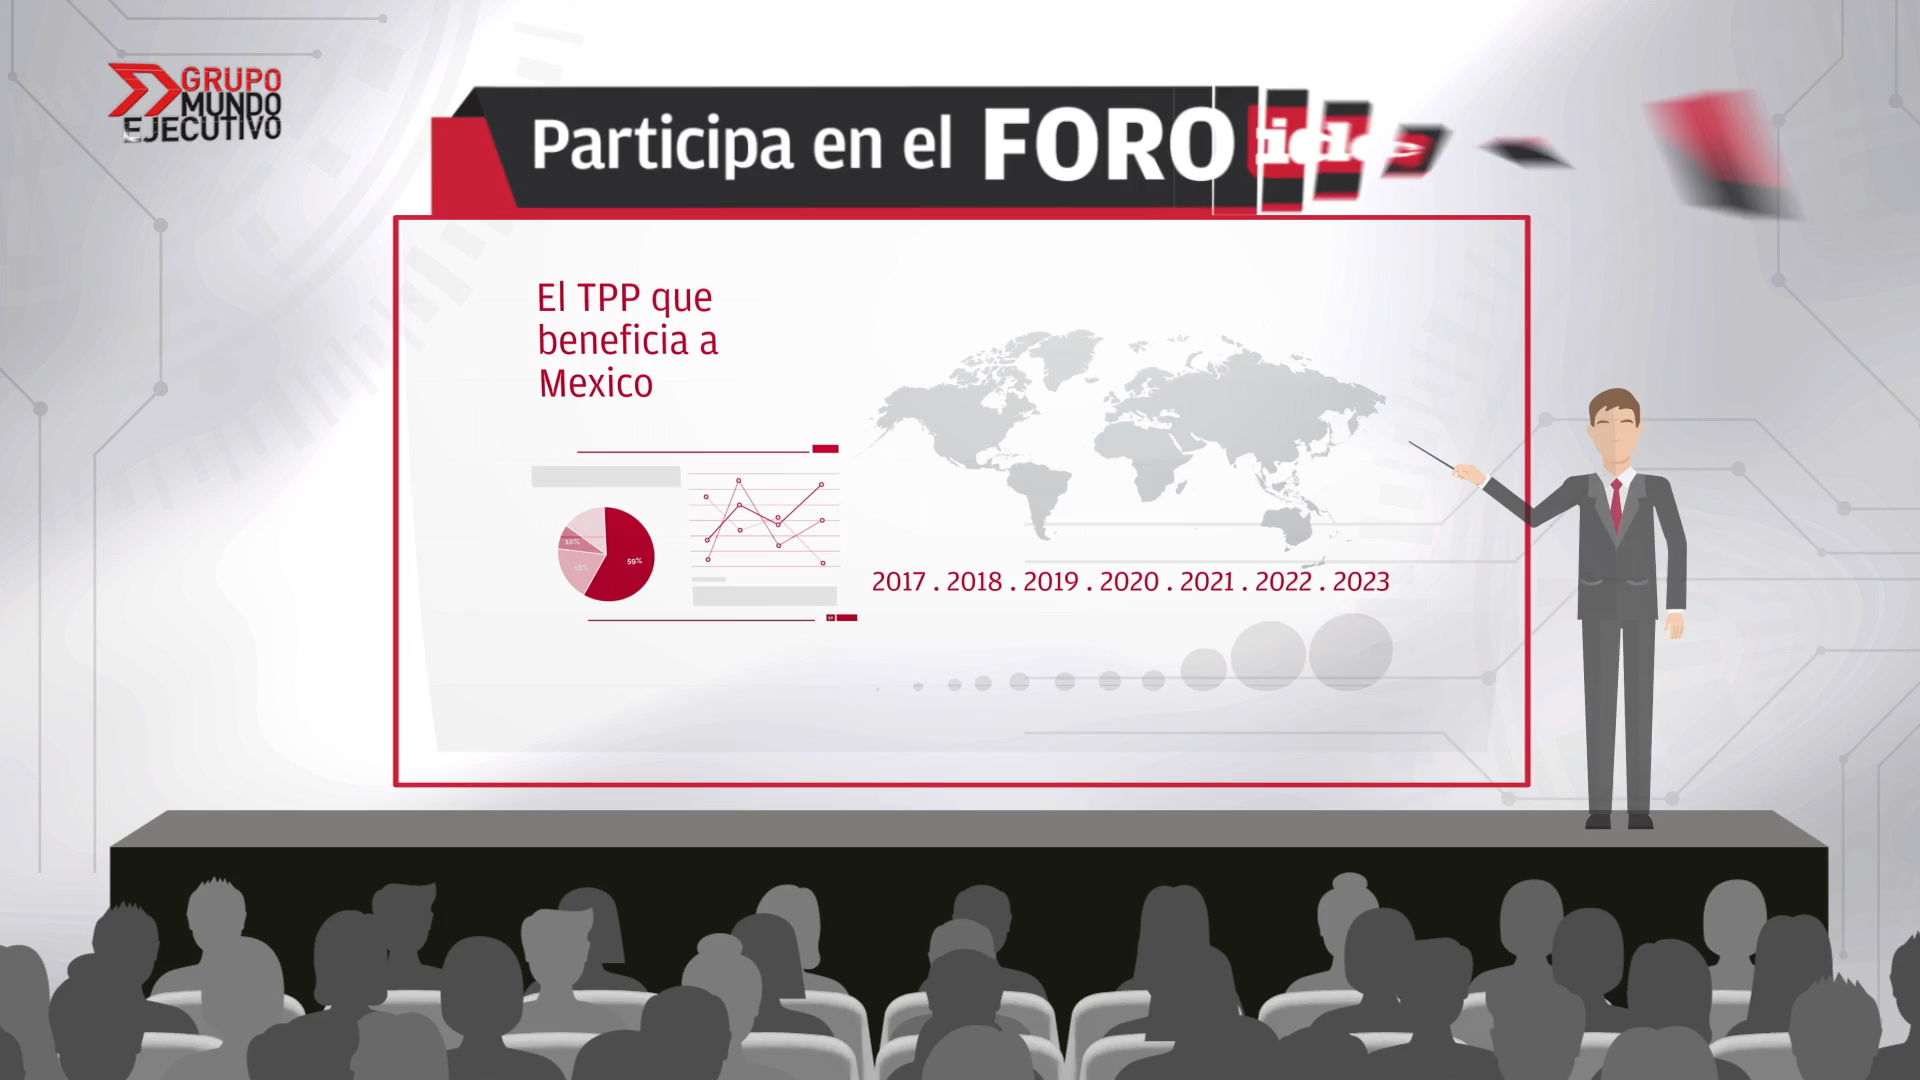 GRUPO
MUNDO
EJECUTIVO
Participa en el FORO
El TPP que
beneficia a
Mexico
10%
59%
2017 . 2018 . 2019 . 2020 . 2021 . 2022 . 2023